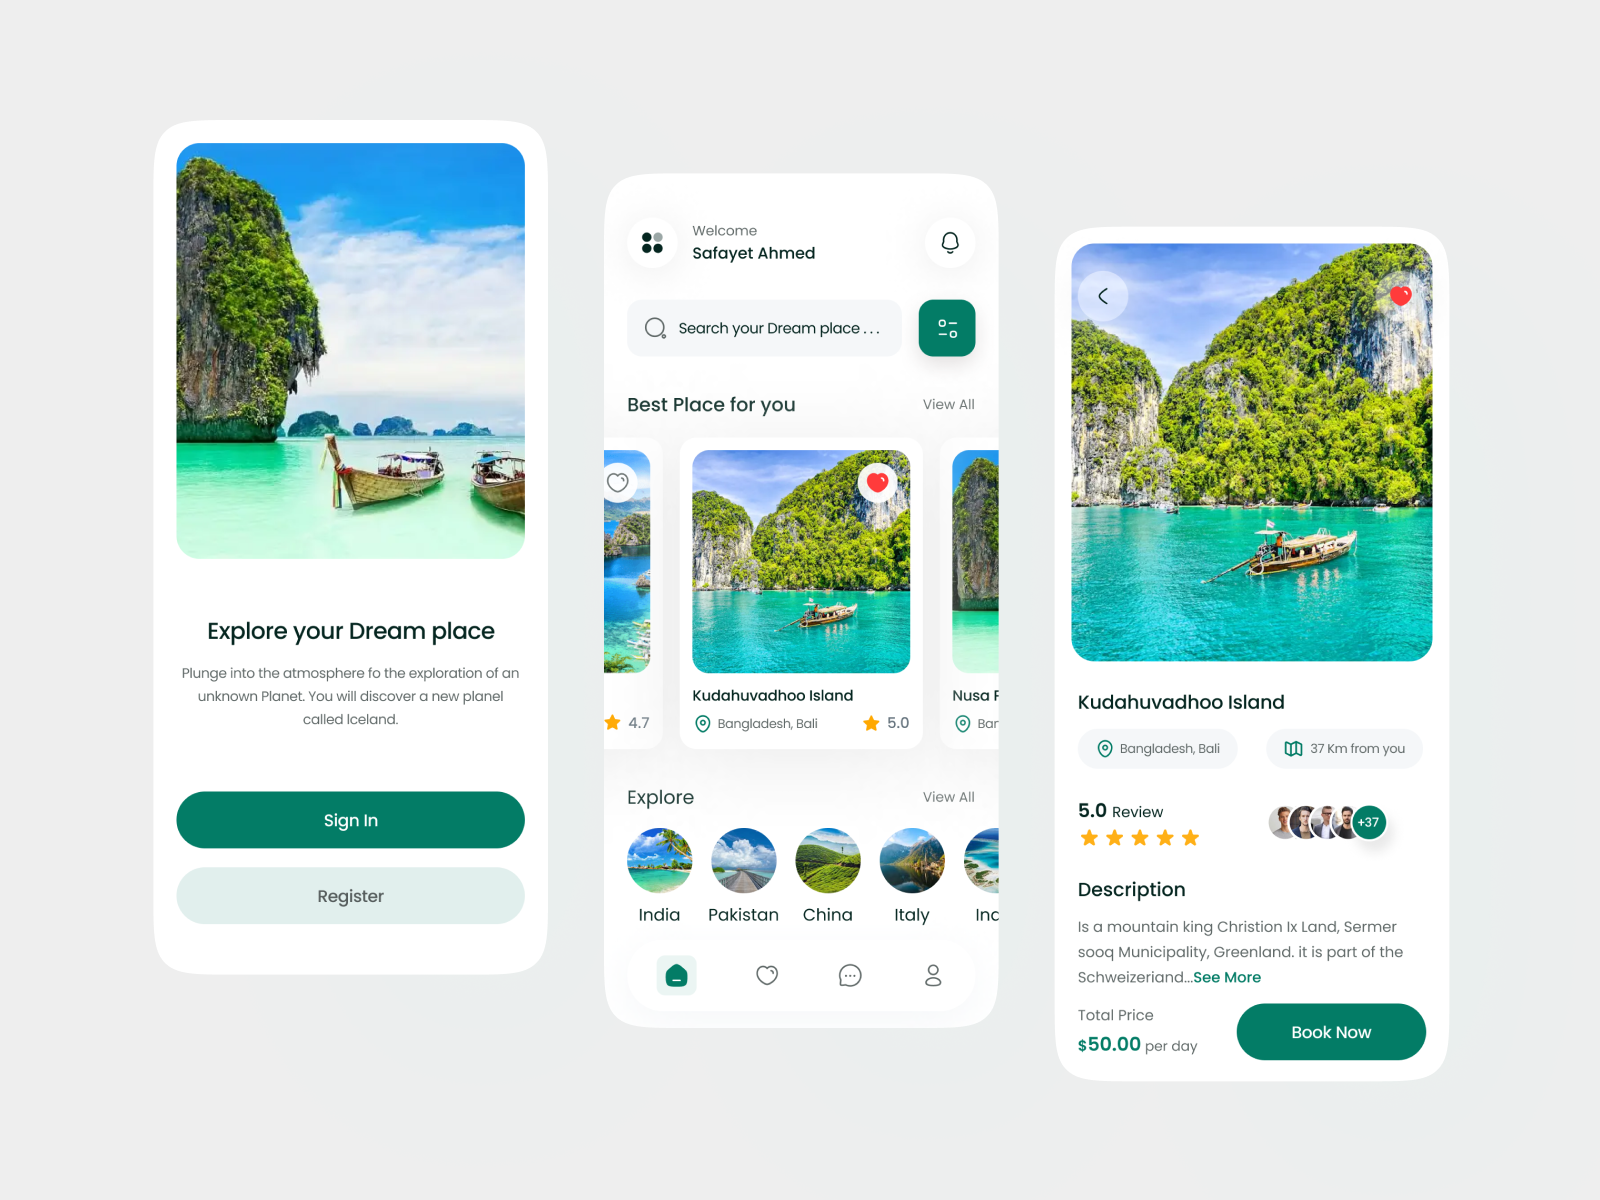 Explore your Dream place
Plunge into the atmosphere fo the exploration of an
unknown Planet. You will discover a new planel
called Iceland.
Sign In
Register
Welcome
Safayet Ahmed
Search your Dream place . . .
Best Place for you
View All
4.7
Kudahuvadhoo Island
Bangladesh, Bali
5.0
Nusa
Explore
View All
India
Pakistan
China
Italy
Kudahuvadhoo Island
Bangladesh, Bali
37 Km from you
5.0 Review
+37
Description
Is a mountain king Christion Ix Land, Sermer
sooq Municipality, Greenland. it is part of the
Schweizeriand...See More
Total Price
$50.00 per day
Book Now